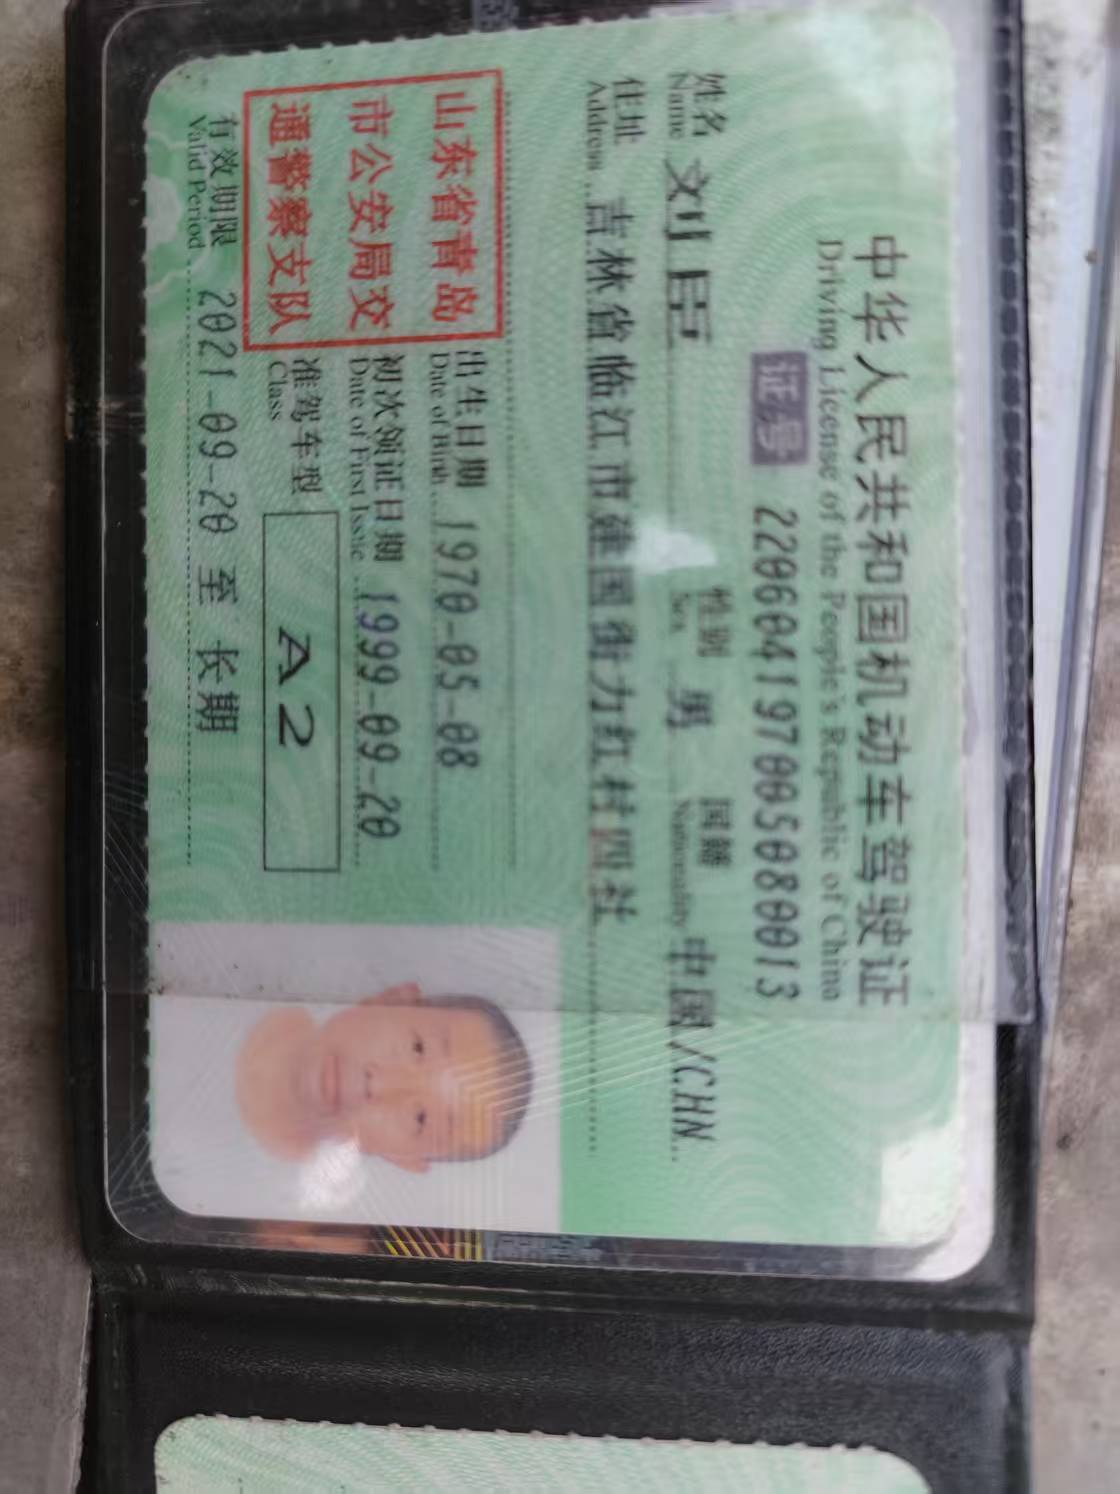 中华人民共和国机动车驾驶证
Driving License of the People's Republic of China
证号 220604197005080013
姓名 刘臣 性别 男 国籍 中国/CHN
Name Sex Nationality
住址 吉林省临江市建国街力红村四社
Address
山东省青岛
市公安局交
通警察支队
出生日期 1970-05-08
Date of Birth
初次领证日期 1999-09-20
Date of First Issue
准驾车型 A2
Class
有效期限 2021-09-20 至 长期
Valid Period